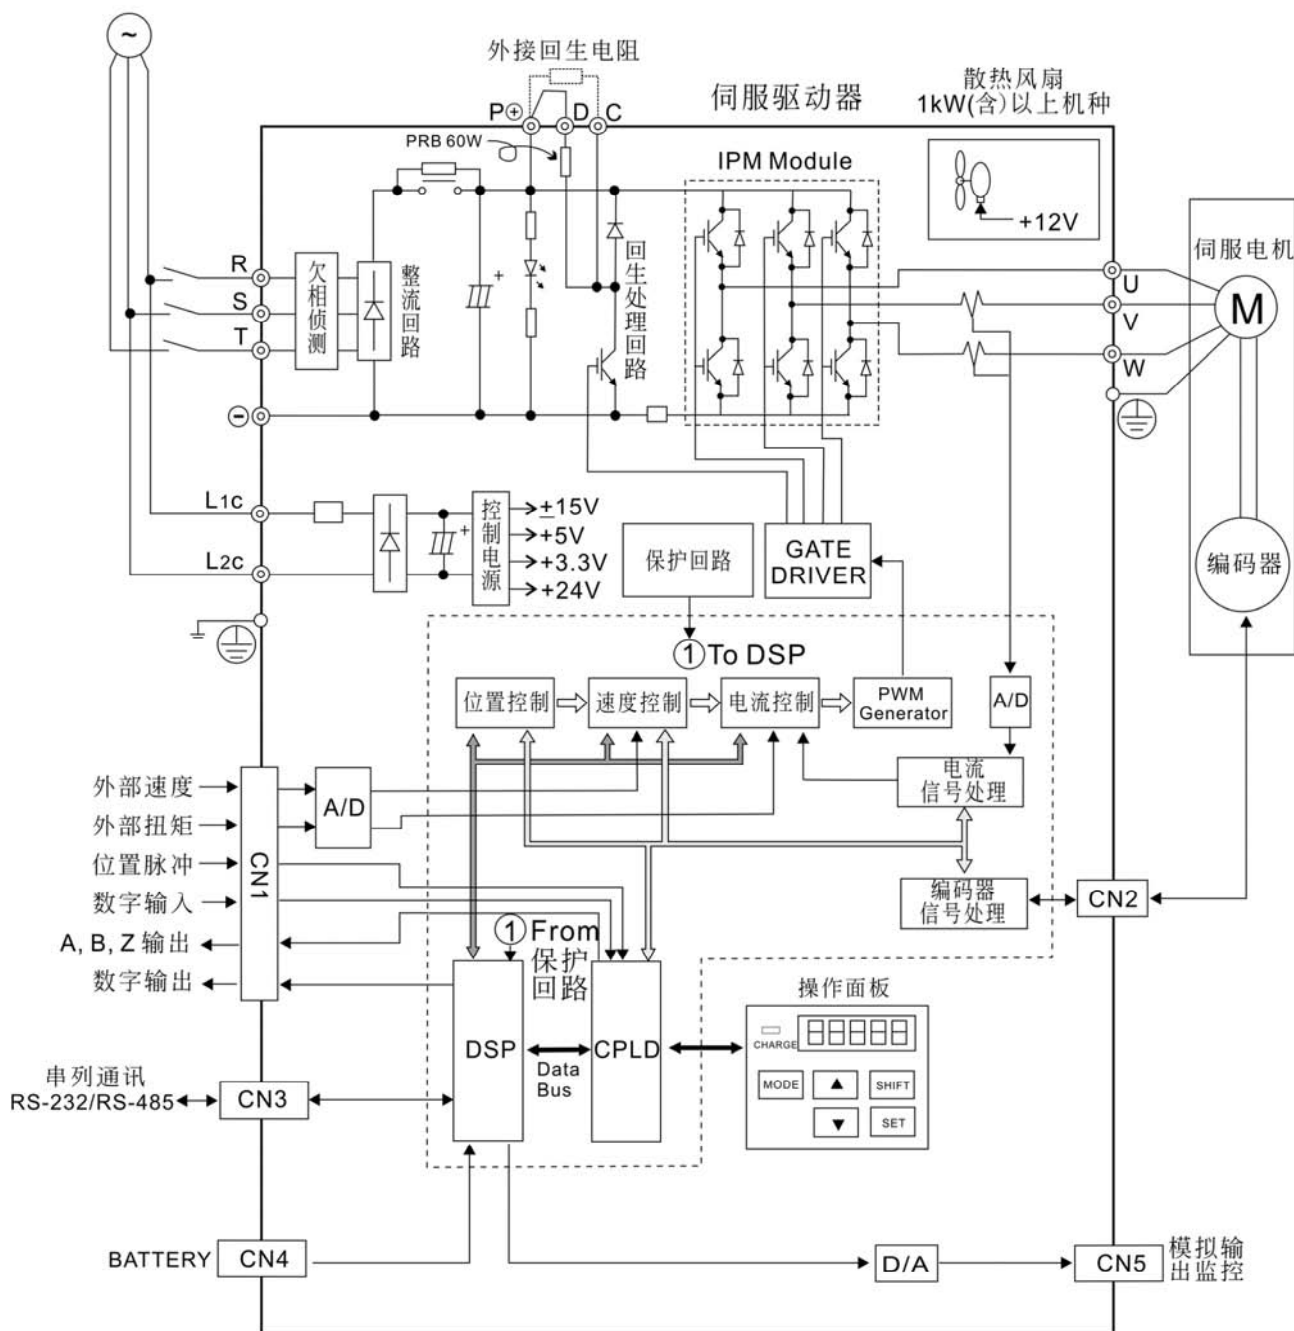 ~
外接回生电阻
P⊕
D
C
伺服驱动器
散热风扇
1kW(含)以上机种
PRB 60W
IPM Module
+12V
伺服电机
R
S
T
欠相侦测
整流回路
+
回生处理回路
U
V
W
M
⊖
L1c
L2c
+
控制电源
±15V
+5V
+3.3V
+24V
保护回路
GATE
DRIVER
编码器
① To DSP
位置控制
速度控制
电流控制
PWM
Generator
A/D
电流
信号处理
编码器
信号处理
CN2
外部速度
外部扭矩
位置脉冲
数字输入
A, B, Z 输出
数字输出
CN1
A/D
① From
保护
回路
DSP
Data
Bus
CPLD
操作面板
CHARGE
88888
MODE
▲
SHIFT
▼
SET
串列通讯
RS-232/RS-485
CN3
BATTERY
CN4
D/A
CN5
模拟输
出监控